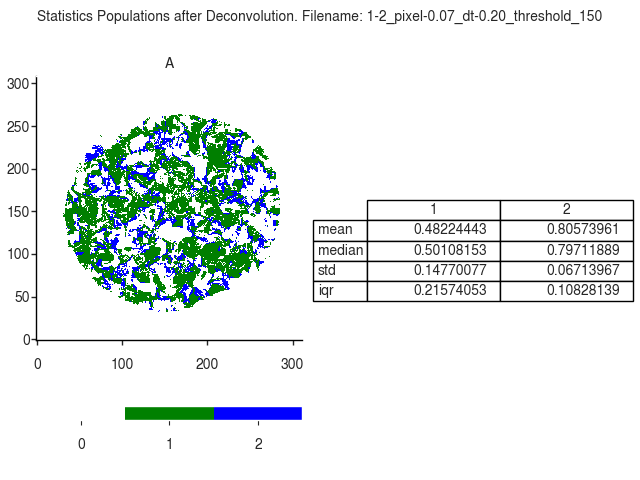 Statistics Populations after Deconvolution. Filename: 1-2_pixel-0.07_dt-0.20_threshold_150
A
300
250
200
150
100
50
0
0 100 200 300
1 2
mean 0.48224443 0.80573961
median 0.50108153 0.79711889
std 0.14770077 0.06713967
iqr 0.21574053 0.10828139
0 1 2